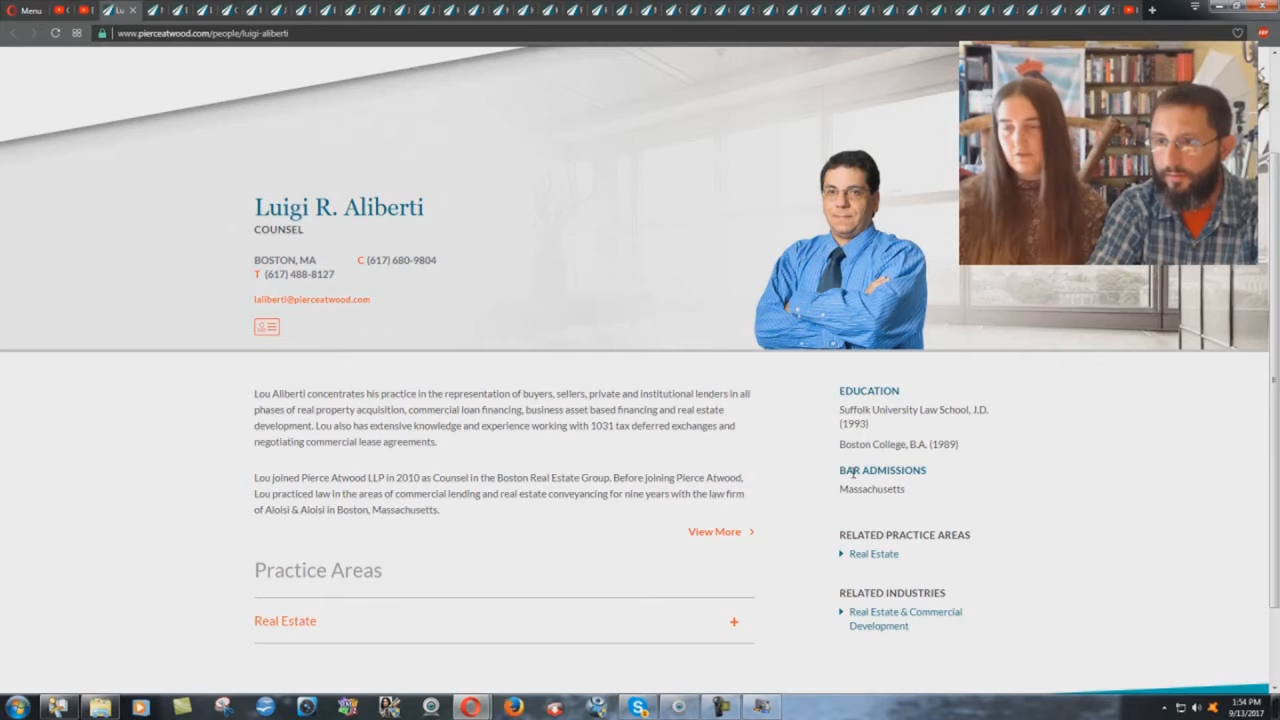 Menu
www.pierceatwood.com/people/luigi-aliberti
Luigi R. Aliberti
COUNSEL
BOSTON, MA C (617) 680-9804
T (617) 488-8127
laliberti@pierceatwood.com
Lou Aliberti concentrates his practice in the representation of buyers, sellers, private and institutional lenders in all
phases of real property acquisition, commercial loan financing, business asset based financing and real estate
development. Lou also has extensive knowledge and experience working with 1031 tax deferred exchanges and
negotiating commercial lease agreements.
Lou joined Pierce Atwood LLP in 2010 as Counsel in the Boston Real Estate Group. Before joining Pierce Atwood,
Lou practiced law in the areas of commercial lending and real estate conveyancing for nine years with the law firm
of Aloisi & Aloisi in Boston, Massachusetts.
View More
Practice Areas
Real Estate +
EDUCATION
Suffolk University Law School, J.D.
(1993)
Boston College, B.A. (1989)
BAR ADMISSIONS
Massachusetts
RELATED PRACTICE AREAS
Real Estate
RELATED INDUSTRIES
Real Estate & Commercial
Development
1:54 PM
9/13/2017